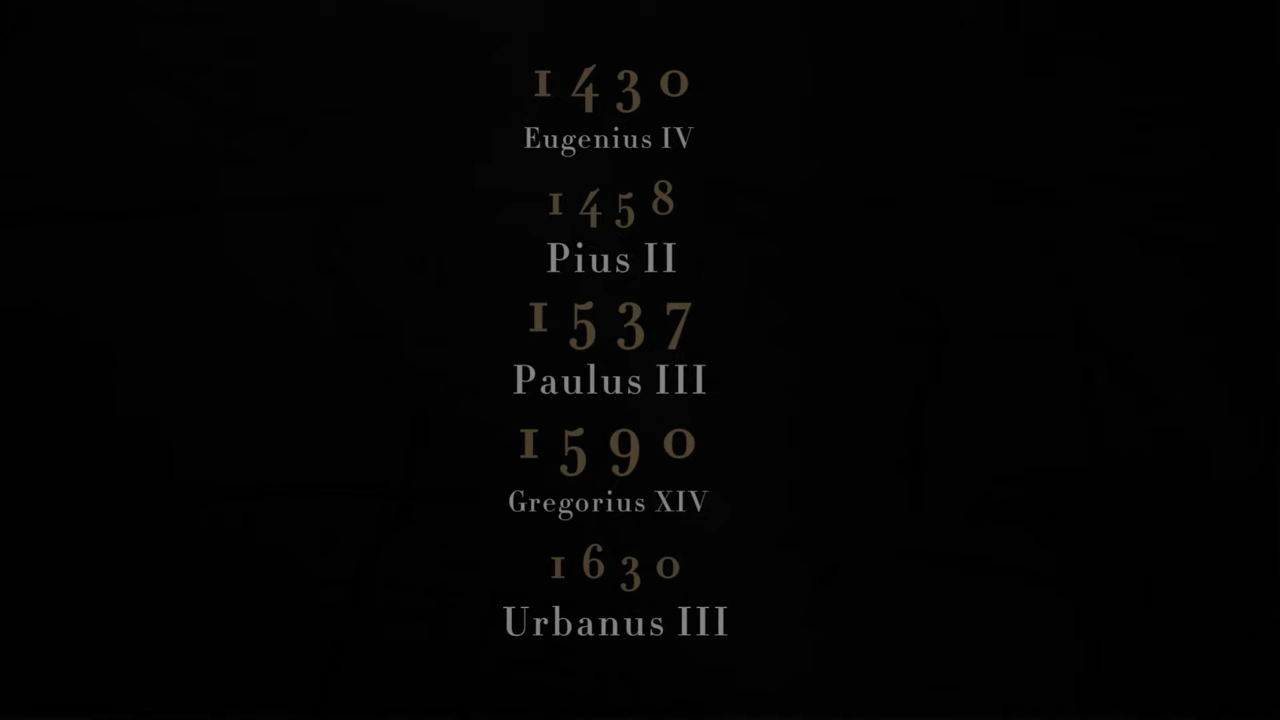 1430
Eugenius IV
1458
Pius II
1537
Paulus III
1590
Gregorius XIV
1630
Urbanus III